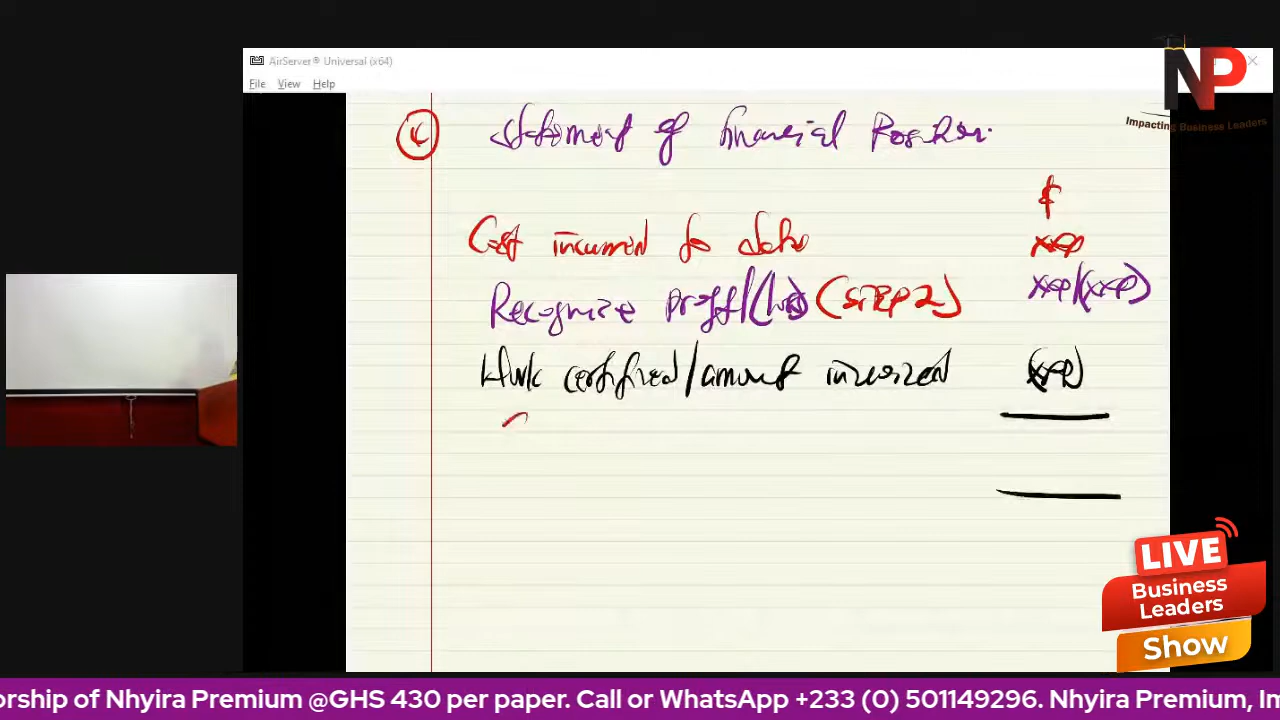 AirServer® Universal (x64)
File View Help
NP
Impacting Business Leaders
4 Statement of Financial Position.
$
Cost incurred to date xxx
Recognize profit/(loss) (STEP 2) xxx/(xxx)
Work certified/amount invoiced (xxx)
LIVE
Business
Leaders
Show
orship of Nhyira Premium @GHS 430 per paper. Call or WhatsApp +233 (0) 501149296. Nhyira Premium, Im